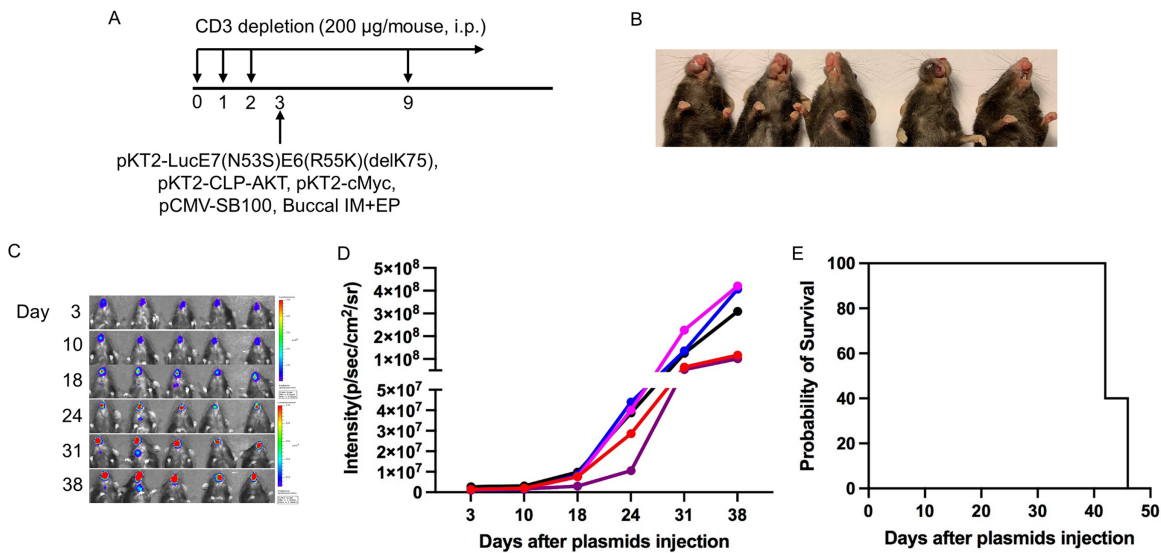 A
CD3 depletion (200 µg/mouse, i.p.)
0 1 2 3 9
pKT2-LucE7(N53S)E6(R55K)(delK75),
pKT2-CLP-AKT, pKT2-cMyc,
pCMV-SB100, Buccal IM+EP
B
C
Day 3
10
18
24
31
38
D
Intensity(p/sec/cm²/sr)
5×10⁸
4×10⁸
3×10⁸
2×10⁸
1×10⁸
5×10⁷
4×10⁷
3×10⁷
2×10⁷
1×10⁷
0
3 10 18 24 31 38
Days after plasmids injection
E
Probability of Survival
100
80
60
40
20
0
0 10 20 30 40 50
Days after plasmids injection